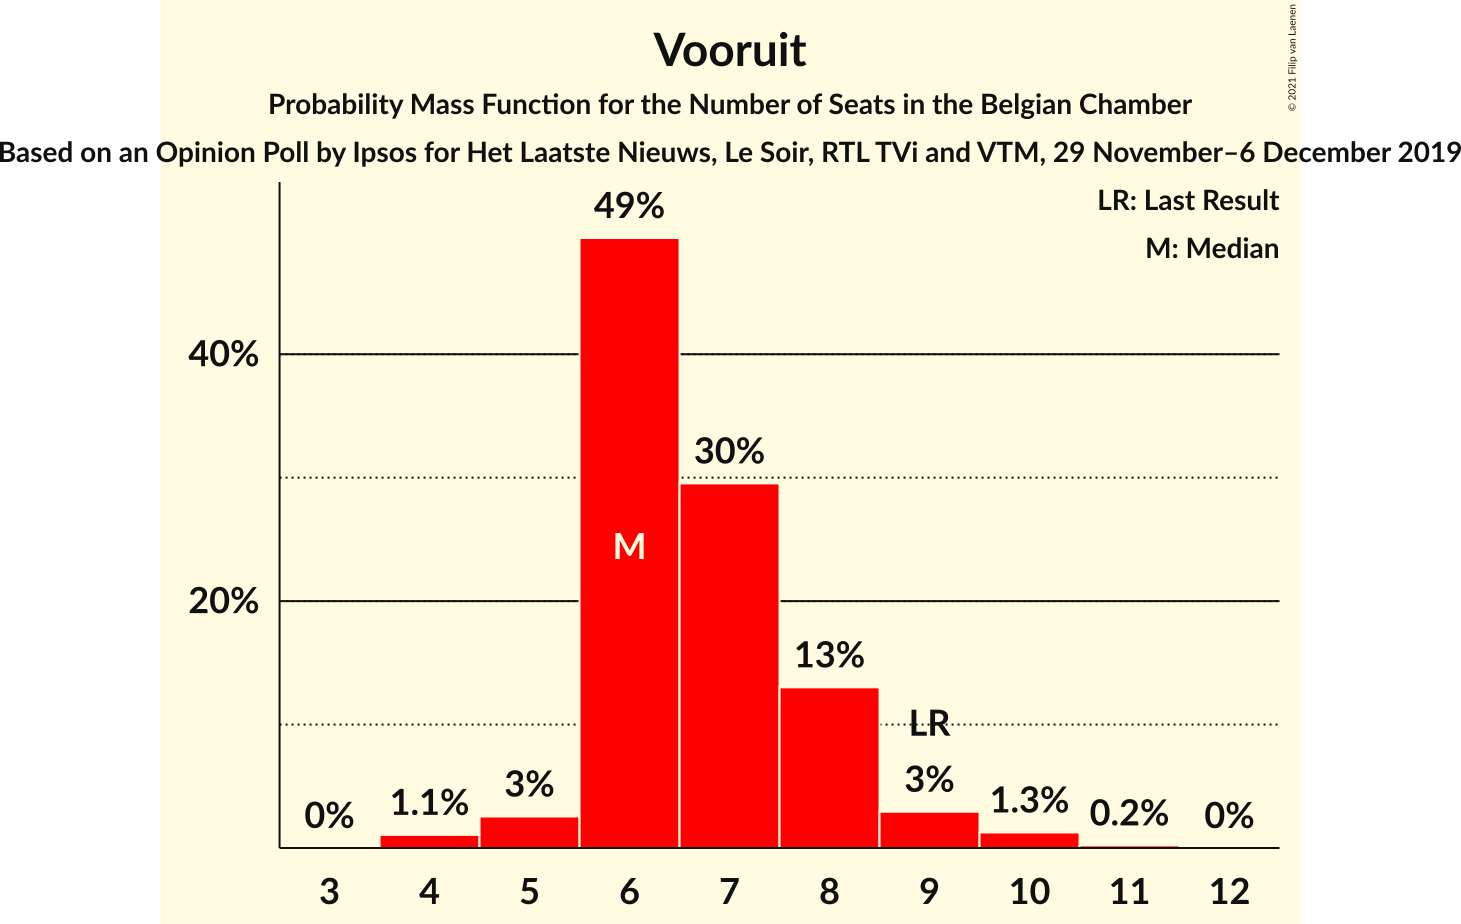 Vooruit
Probability Mass Function for the Number of Seats in the Belgian Chamber
Based on an Opinion Poll by Ipsos for Het Laatste Nieuws, Le Soir, RTL TVi and VTM, 29 November–6 December 2019
© 2021 Filip van Laenen
LR: Last Result
M: Median
49%
40%
30%
M
20%
13%
LR
0%
1.1%
3%
3%
1.3%
0.2%
0%
3 4 5 6 7 8 9 10 11 12